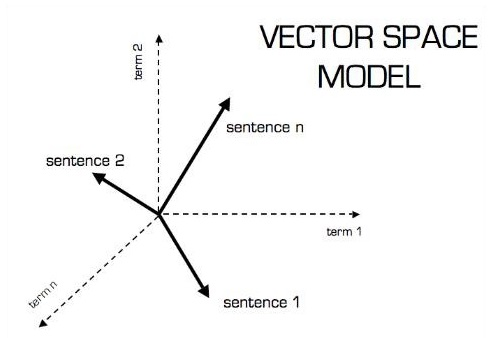 VECTOR SPACE
MODEL
term 2
sentence n
sentence 2
term 1
term n
sentence 1